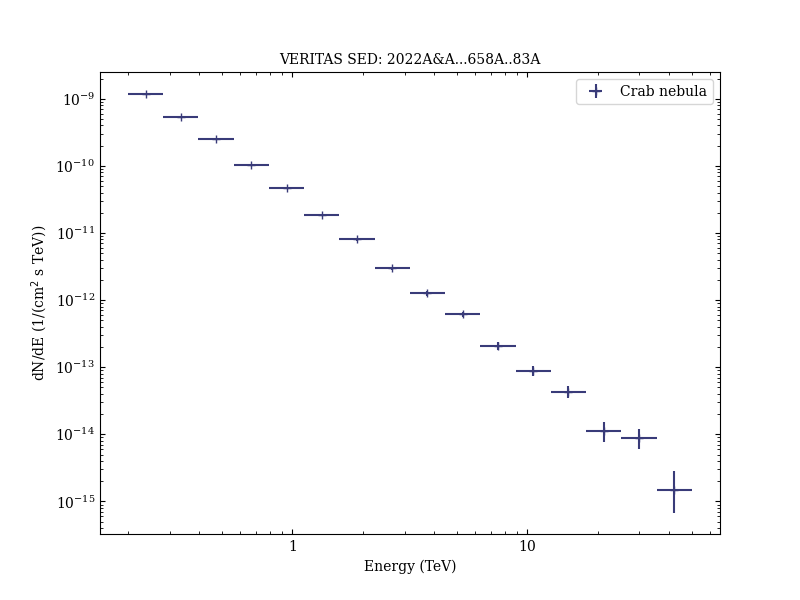 VERITAS SED: 2022A&A...658A..83A
Crab nebula
dN/dE (1/(cm² s TeV))
10⁻⁹
10⁻¹⁰
10⁻¹¹
10⁻¹²
10⁻¹³
10⁻¹⁴
10⁻¹⁵
1
10
Energy (TeV)